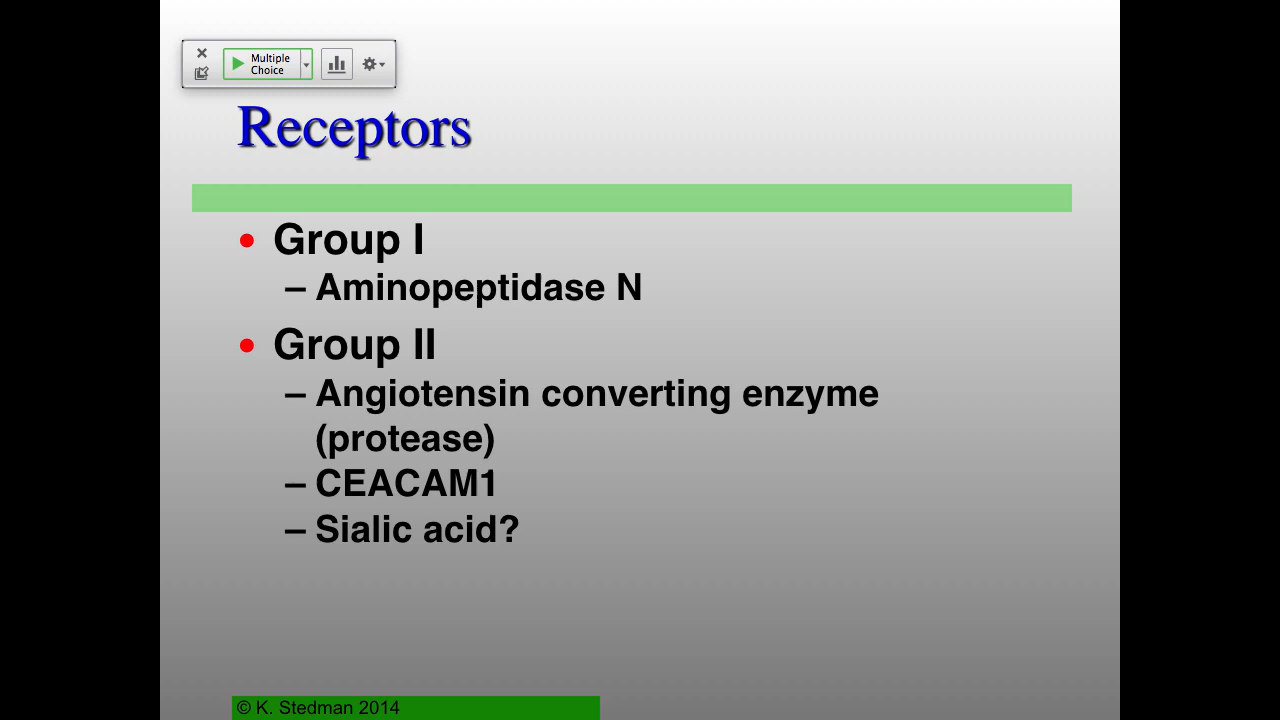 Multiple
Choice
Receptors
• Group I
– Aminopeptidase N
• Group II
– Angiotensin converting enzyme
(protease)
– CEACAM1
– Sialic acid?
© K. Stedman 2014